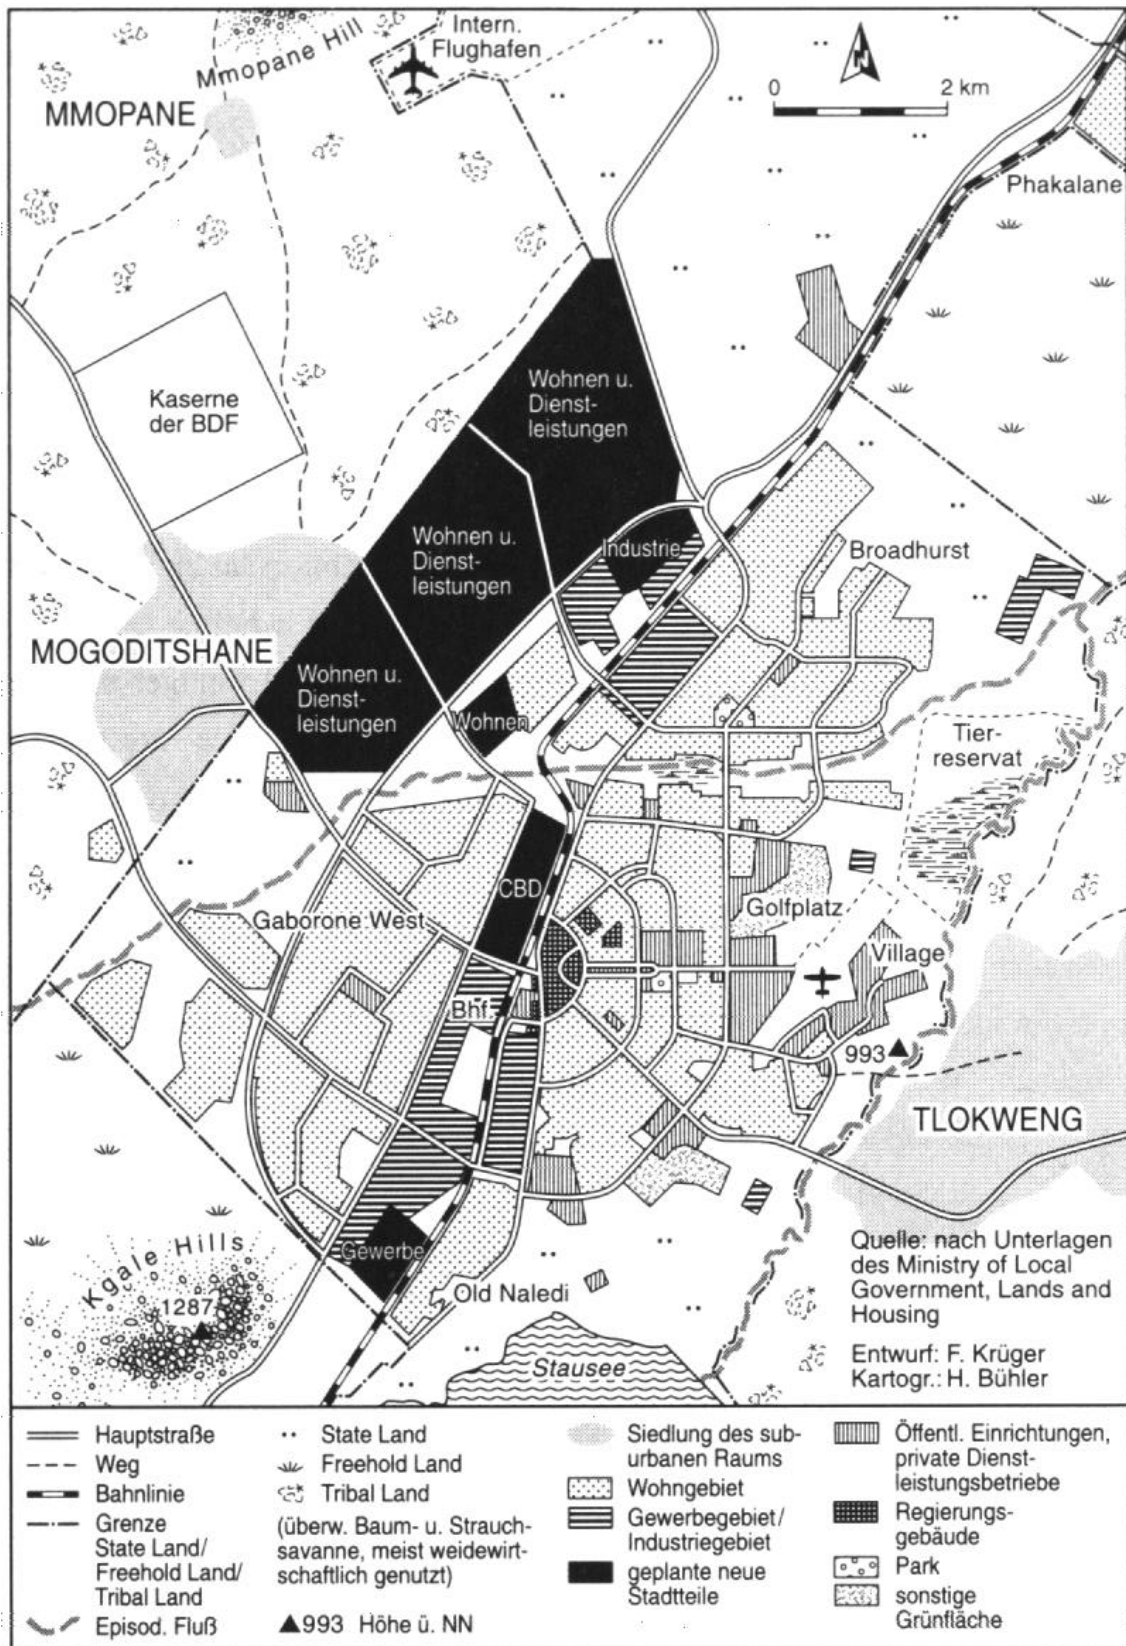 Intern.
Flughafen
Mmopane Hill
MMOPANE
N
0 2 km
Phakalane
Kaserne
der BDF
Wohnen u.
Dienst-
leistungen
Wohnen u.
Dienst-
leistungen
Industrie
Broadhurst
MOGODITSHANE
Wohnen u.
Dienst-
leistungen
Wohnen
Tier-
reservat
CBD
Golfplatz
Gaborone West
Village
Bhf
993
TLOKWENG
Kgale Hills
1287
Gewerbe
Old Naledi
Stausee
Quelle: nach Unterlagen
des Ministry of Local
Government, Lands and
Housing
Entwurf: F. Krüger
Kartogr.: H. Bühler
Hauptstraße
Weg
Bahnlinie
Grenze
State Land/
Freehold Land/
Tribal Land
Episod. Fluß
State Land
Freehold Land
Tribal Land
(überw. Baum- u. Strauch-
savanne, meist weidewirt-
schaftlich genutzt)
993 Höhe ü. NN
Siedlung des sub-
urbanen Raums
Wohngebiet
Gewerbegebiet/
Industriegebiet
geplante neue
Stadtteile
Öffentl. Einrichtungen,
private Dienst-
leistungsbetriebe
Regierungs-
gebäude
Park
sonstige
Grünfläche